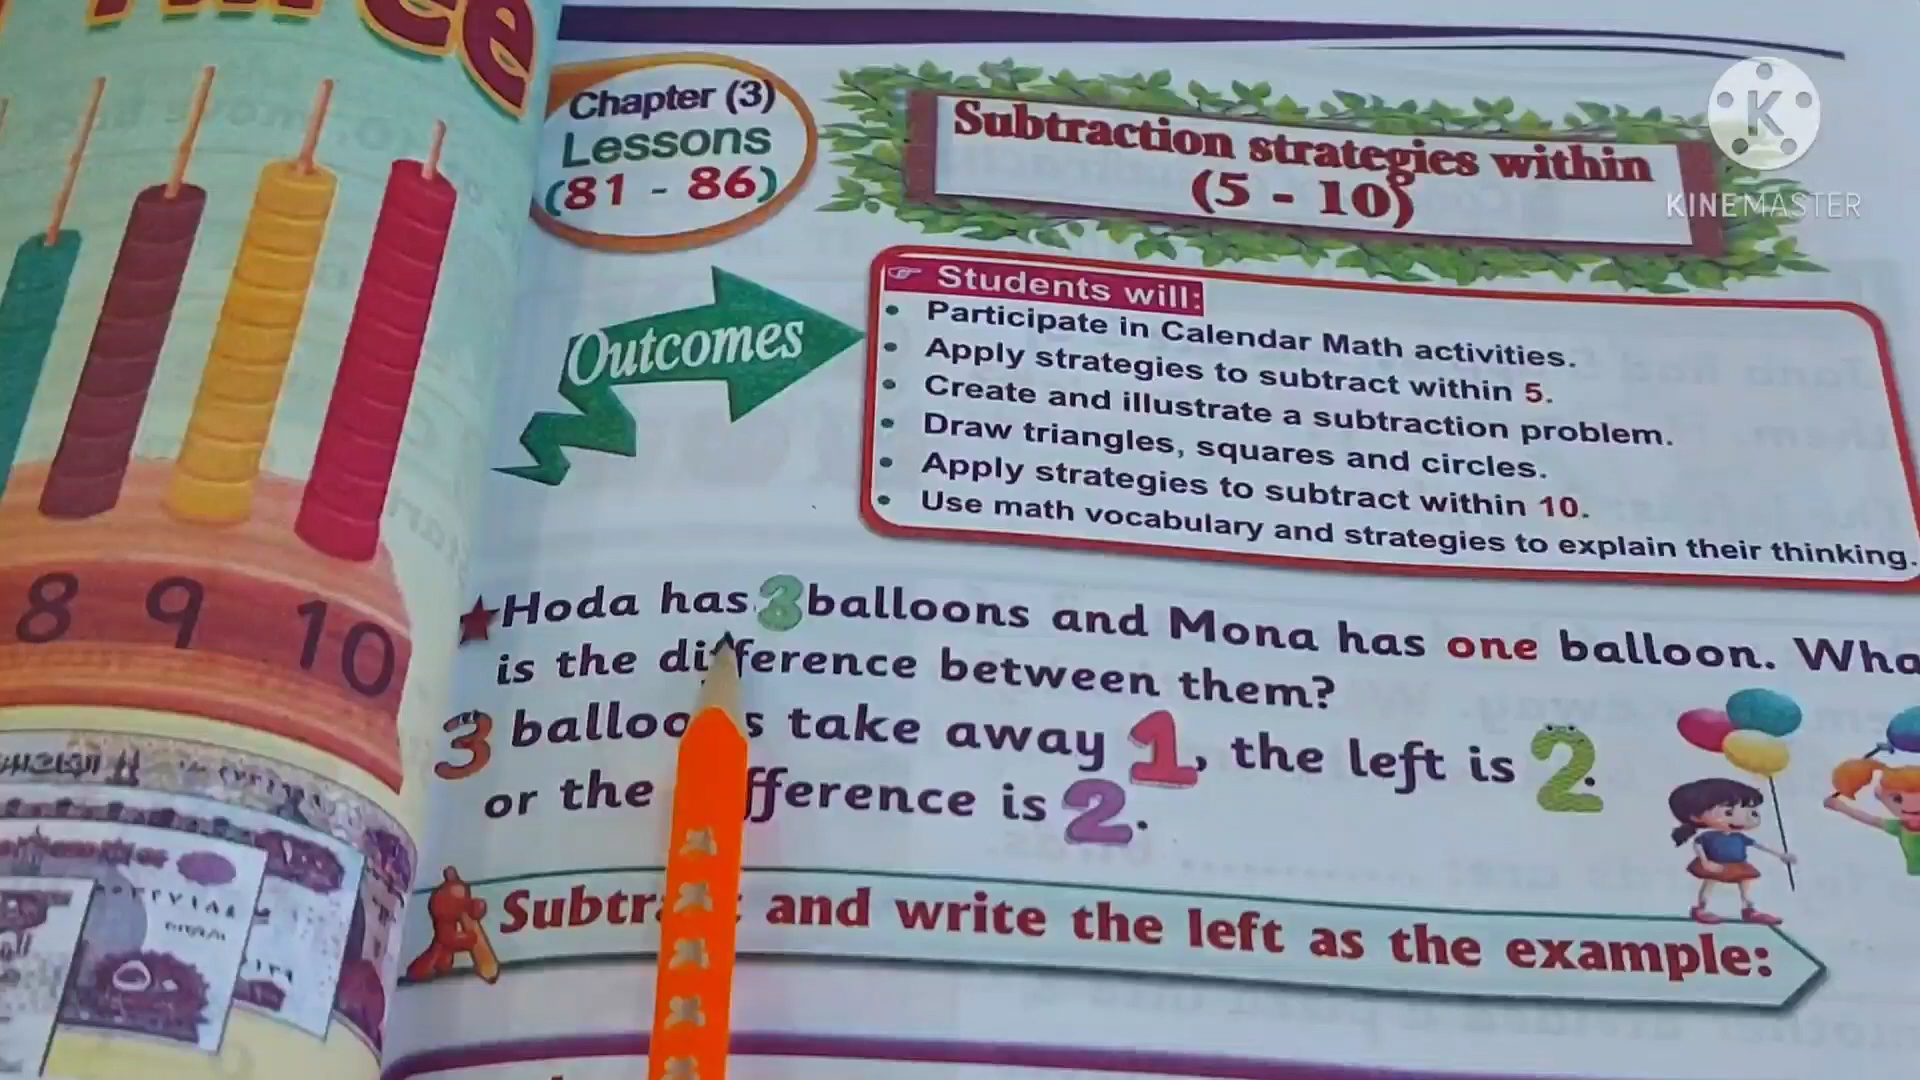 Chapter (3)
Lessons
(81 - 86)
Subtraction strategies within
(5 - 10)
KINEMASTER
Outcomes
Students will:
• Participate in Calendar Math activities.
• Apply strategies to subtract within 5.
• Create and illustrate a subtraction problem.
• Draw triangles, squares and circles.
• Apply strategies to subtract within 10.
• Use math vocabulary and strategies to explain their thinking.
8 9 10
Hoda has 3 balloons and Mona has one balloon.
is the difference between them?
3 take away 1, the left is 2.
or the is 2.
and write the left as the example:
٥٠